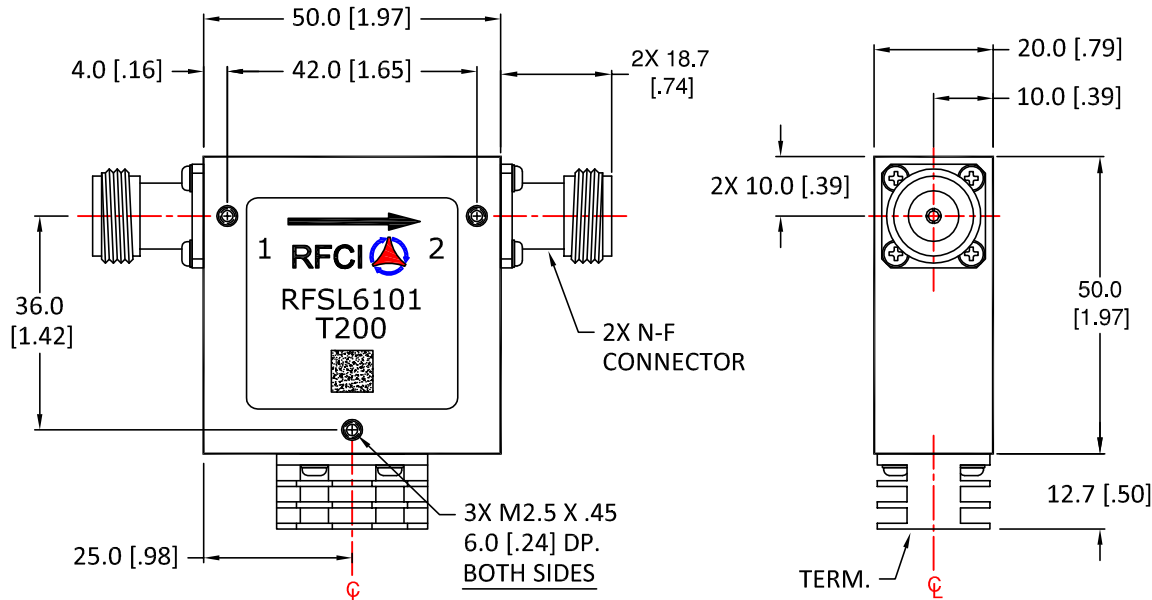 50.0 [1.97]
4.0 [.16]
42.0 [1.65]
2X 18.7
[.74]
20.0 [.79]
10.0 [.39]
2X 10.0 [.39]
1
RFCI
2
RFSL6101
T200
36.0
[1.42]
2X N-F
CONNECTOR
50.0
[1.97]
3X M2.5 X .45
6.0 [.24] DP.
BOTH SIDES
25.0 [.98]
12.7 [.50]
TERM.
℄
℄